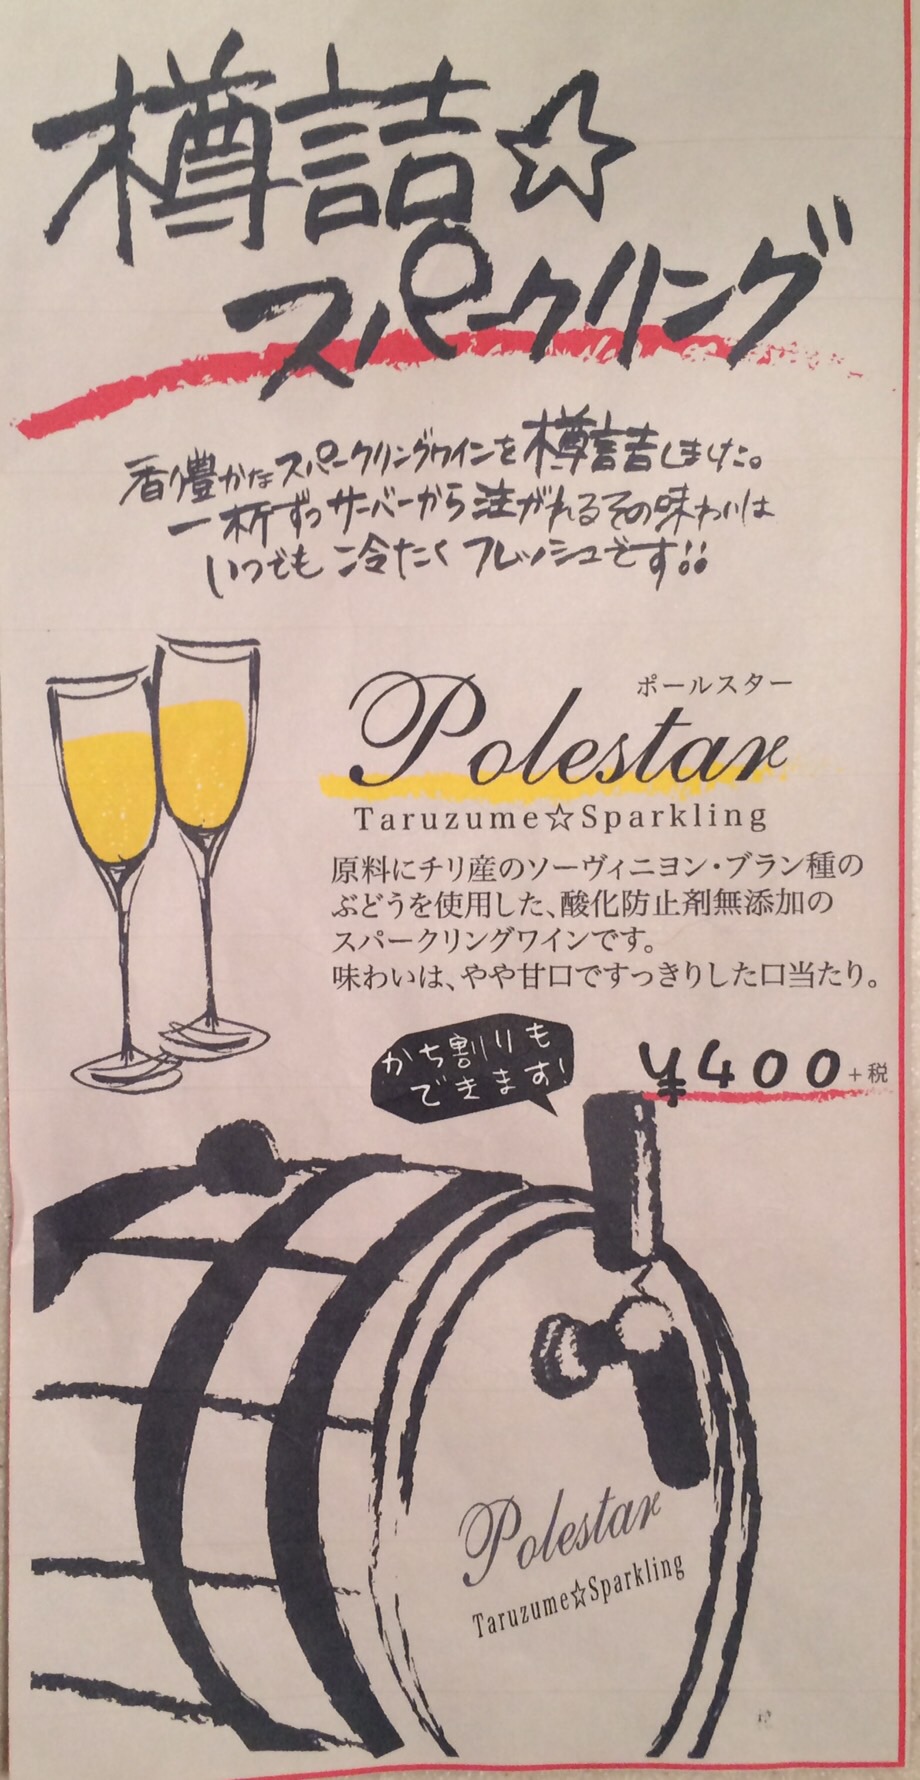 樽詰☆
スパークリング
香り豊かなスパークリングワインを樽詰しました。
一杯ずつサーバーから注がれるその味わいは
いつでも冷たくフレッシュです!!
ポールスター
Polestar
Taruzume☆Sparkling
原料にチリ産のソーヴィニヨン・ブラン種の
ぶどうを使用した、酸化防止剤無添加の
スパークリングワインです。
味わいは、やや甘口ですっきりした口当たり。
かち割りも
できます!
¥400+税
Polestar
Taruzume☆Sparkling